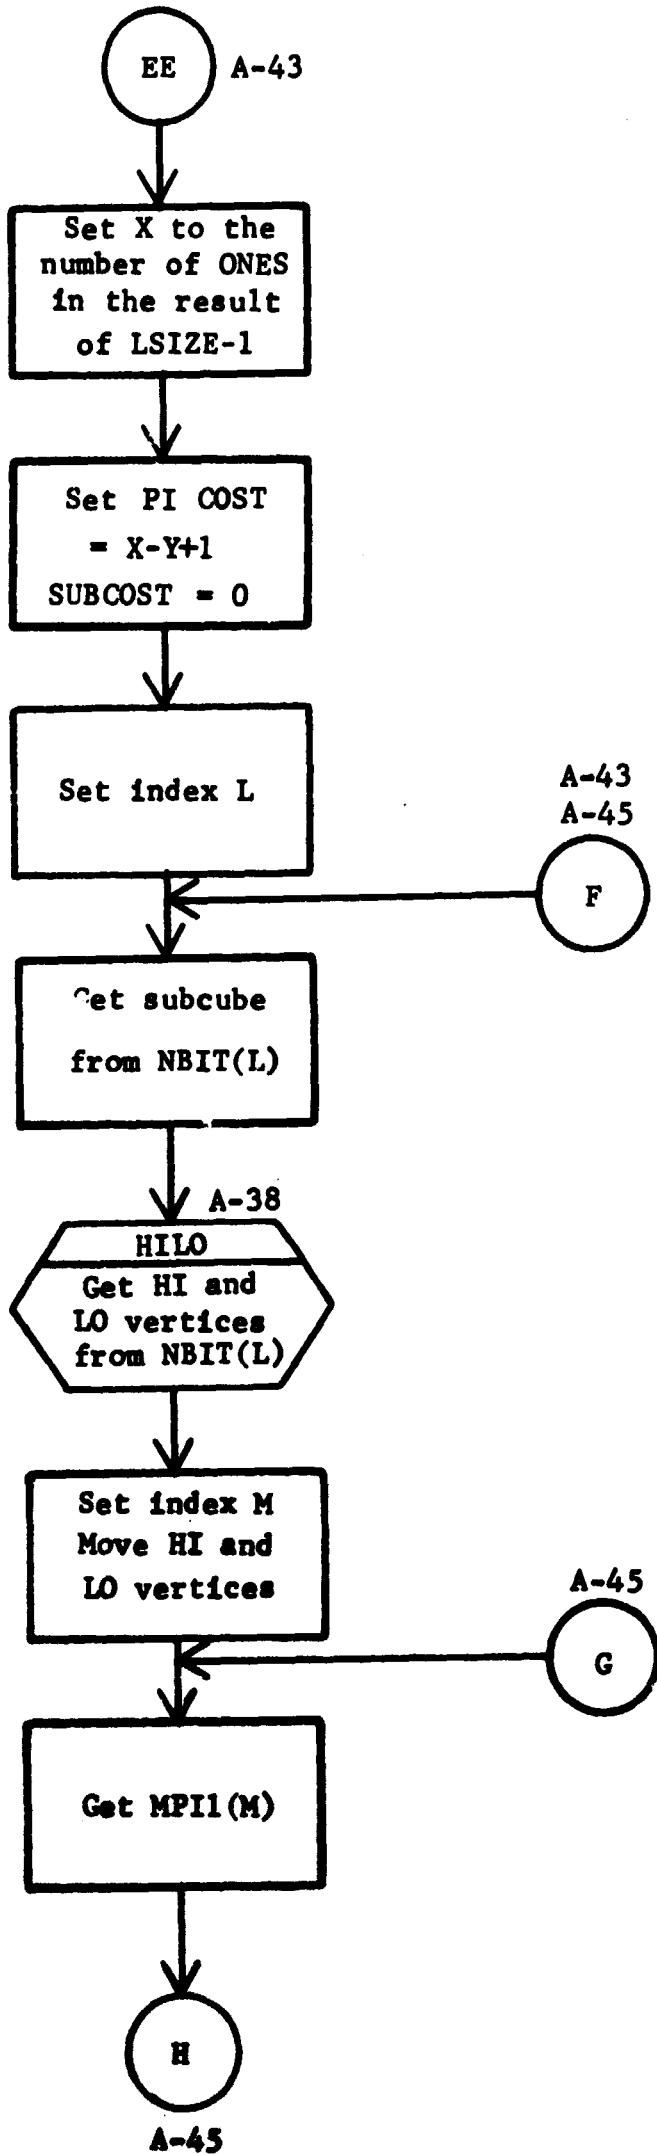 EE A-43
Set X to the
number of ONES
in the result
of LSIZE-1
Set PI COST
= X-Y+1
SUBCOST = 0
Set index L
A-43
A-45
F
Get subcube
from NBIT(L)
A-38
HILO
Get HI and
LO vertices
from NBIT(L)
Set index M
Move HI and
LO vertices
A-45
G
Get MPI1(M)
H
A-45